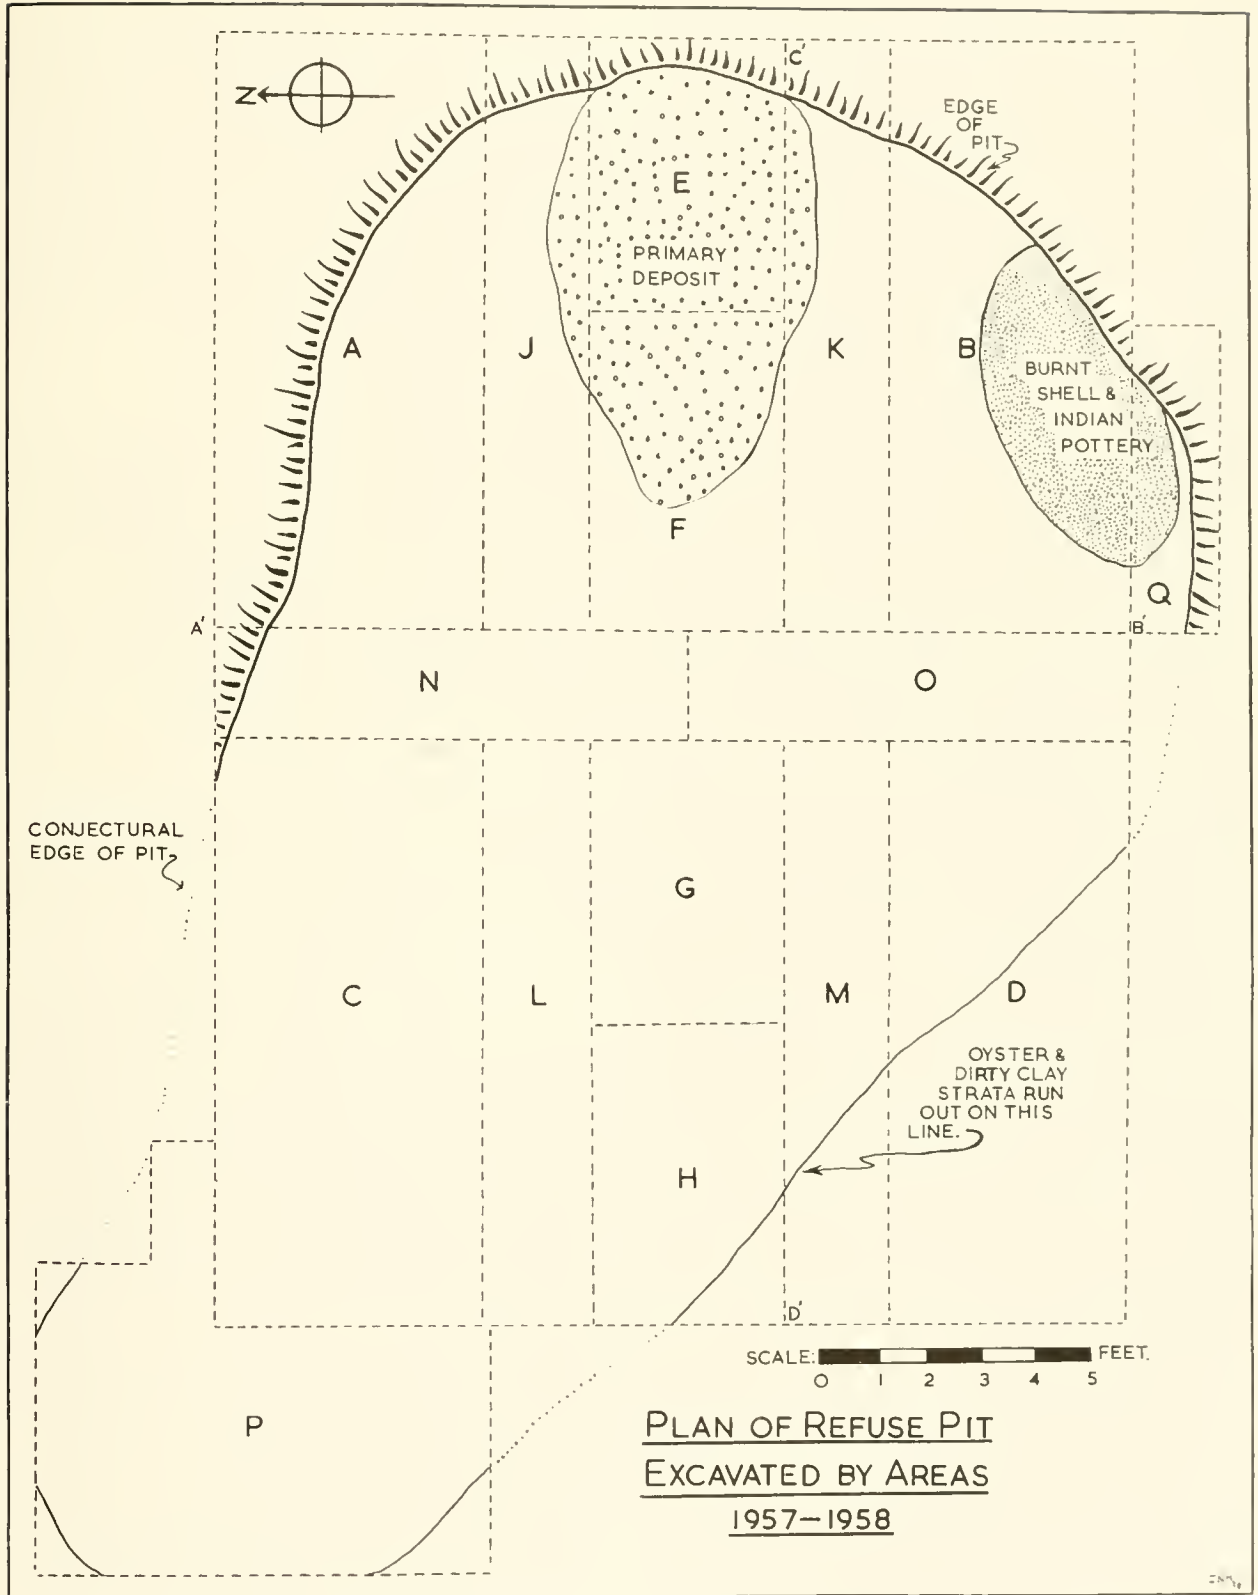 C'
N
EDGE
OF
PIT
E
PRIMARY
DEPOSIT
A
J
K
B
BURNT
SHELL &
INDIAN
POTTERY
F
Q
A'
B'
N
O
CONJECTURAL
EDGE OF PIT
G
C
L
M
D
OYSTER &
DIRTY CLAY
STRATA RUN
OUT ON THIS
LINE.
H
D'
SCALE: FEET.
0 1 2 3 4 5
P
PLAN OF REFUSE PIT
EXCAVATED BY AREAS
1957-1958